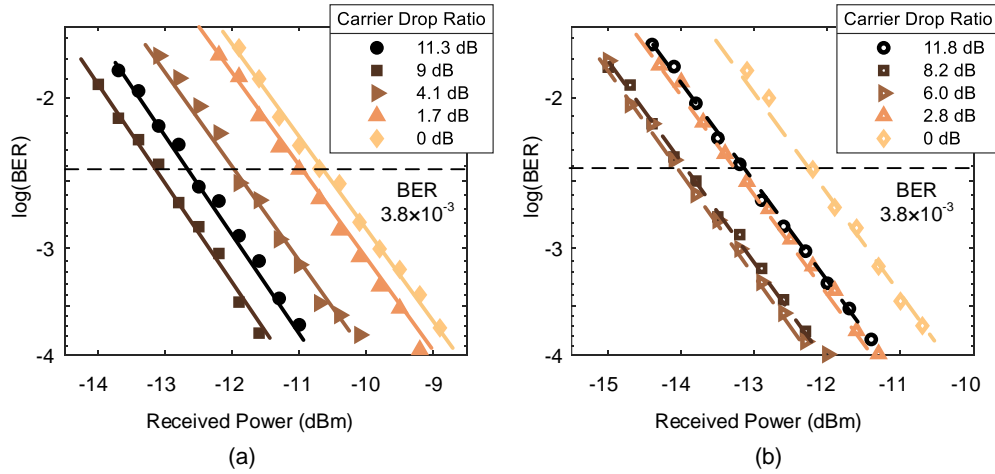 Carrier Drop Ratio
11.3 dB
9 dB
4.1 dB
1.7 dB
0 dB
-2
-3
-4
log(BER)
BER
3.8×10⁻³
-14 -13 -12 -11 -10 -9
Received Power (dBm)
(a)
Carrier Drop Ratio
11.8 dB
8.2 dB
6.0 dB
2.8 dB
0 dB
-2
-3
-4
log(BER)
BER
3.8×10⁻³
-15 -14 -13 -12 -11 -10
Received Power (dBm)
(b)